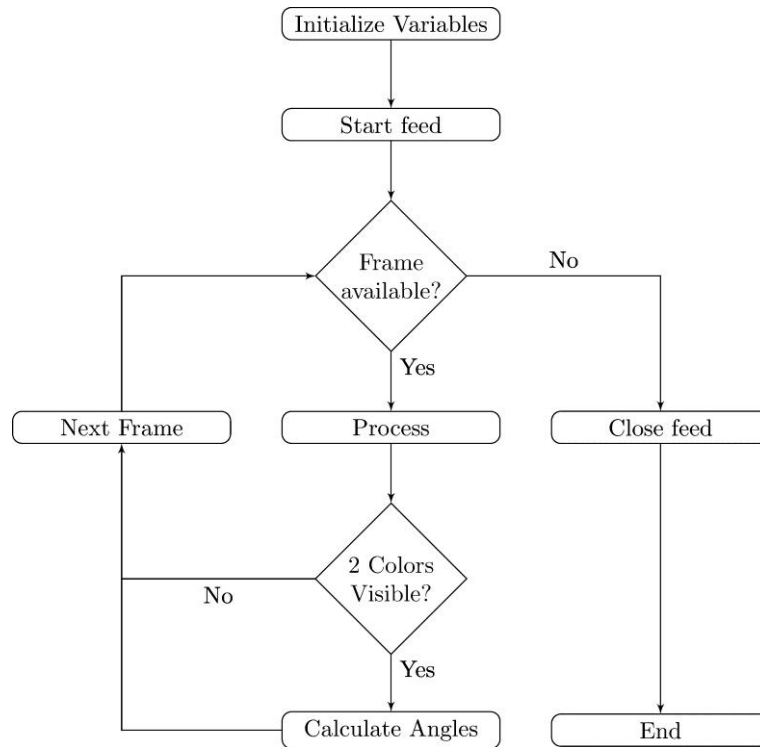 Initialize Variables
Start feed
Frame
available?
No
Yes
Next Frame
Process
Close feed
2 Colors
Visible?
No
Yes
Calculate Angles
End